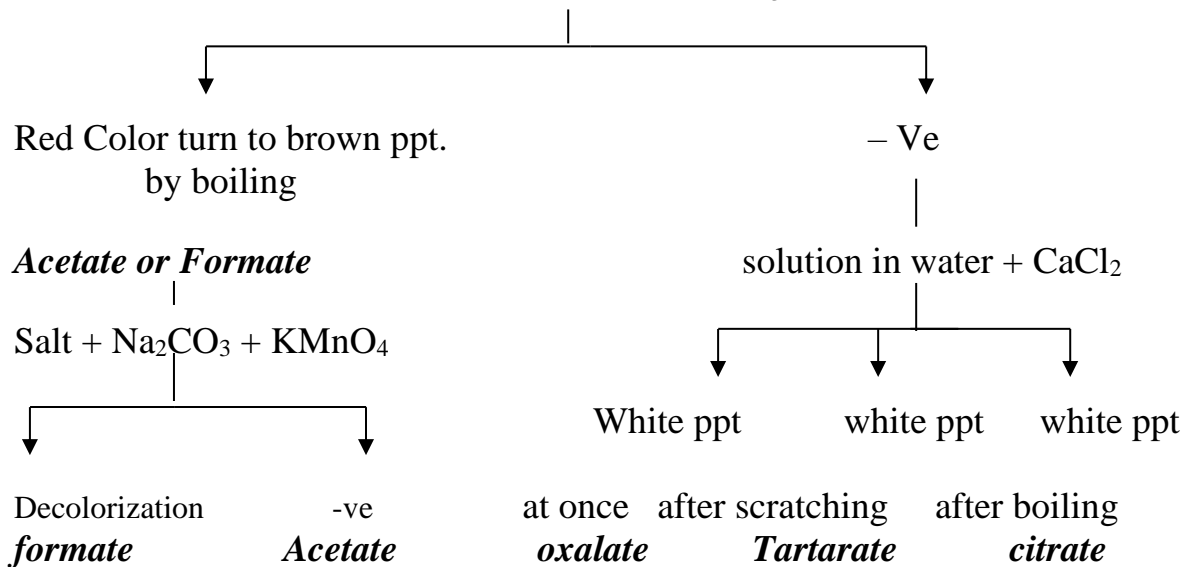 Red Color turn to brown ppt. – Ve
by boiling
Acetate or Formate solution in water + CaCl₂
Salt + Na₂CO₃ + KMnO₄
White ppt white ppt white ppt
Decolorization -ve at once after scratching after boiling
formate Acetate oxalate Tartarate citrate